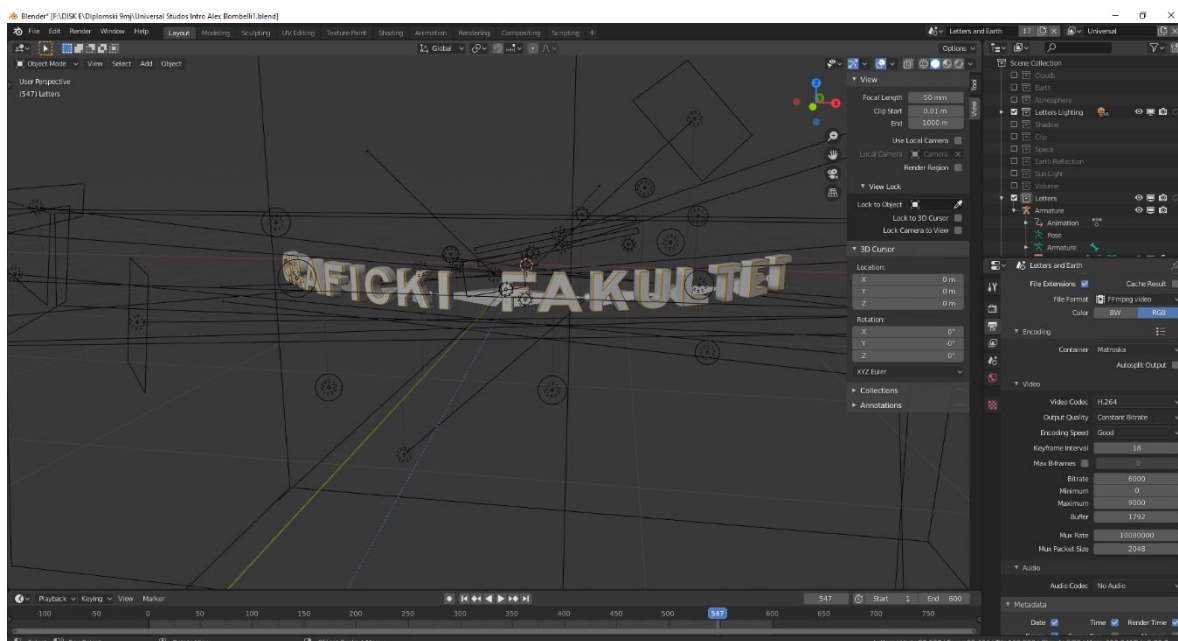 Blender* [F:\DISK E\DIplomski 9mj\Universal Studos Intro Alex Bombelli1.blend]
File Edit Render Window Help Layout Modeling Sculpting UV Editing Texture Paint Shading Animation Rendering Compositing Scripting + Letters and Earth 17 Universal
Global Options
Object Mode View Select Add Object
User Perspective
(547) Letters
AFICKI FAKULTET
View
Focal Length 50 mm
Clip Start 0.01 m
End 1000 m
Use Local Camera
Local Camera Camera
Render Region
View Lock
Lock to Object
Lock to 3D Cursor
Lock Camera to View
3D Cursor
Location:
X 0 m
Y 0 m
Z 0 m
Rotation:
X 0°
Y -0°
Z 0°
XYZ Euler
Collections
Annotations
Tool
View
Scene Collection
Clouds
Earth
Atmosphere
Letters Lighting
Shadow
Clip
Space
Earth Reflection
Sun Light
Volume
Letters
Armature
Animation
Pose
Armature
Letters and Earth
File Extensions Cache Result
File Format FFmpeg video
Color BW RGB
Encoding
Container Matroska
Autosplit Output
Video
Video Codec H.264
Output Quality Constant Bitrate
Encoding Speed Good
Keyframe Interval 18
Max B-frames 0
Bitrate 6000
Minimum 0
Maximum 9000
Buffer 1792
Mux Rate 10080000
Mux Packet Size 2048
Audio
Audio Codec No Audio
Metadata
Date Time Render Time
Playback Keying View Marker 547 Start 1 End 600
-100 -50 0 50 100 150 200 250 300 350 400 450 500 547 600 650 700 750